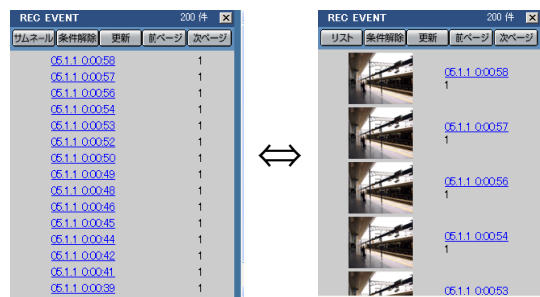 REC EVENT 200 件
サムネール 条件解除 更新 前ページ 次ページ
05.1.1 0:00:58 1
05.1.1 0:00:57 1
05.1.1 0:00:56 1
05.1.1 0:00:54 1
05.1.1 0:00:53 1
05.1.1 0:00:52 1
05.1.1 0:00:50 1
05.1.1 0:00:49 1
05.1.1 0:00:48 1
05.1.1 0:00:46 1
05.1.1 0:00:45 1
05.1.1 0:00:44 1
05.1.1 0:00:42 1
05.1.1 0:00:41 1
05.1.1 0:00:39 1
REC EVENT 200 件
リスト 条件解除 更新 前ページ 次ページ
05.1.1 0:00:58
1
05.1.1 0:00:57
1
05.1.1 0:00:56
1
05.1.1 0:00:54
1
05.1.1 0:00:53